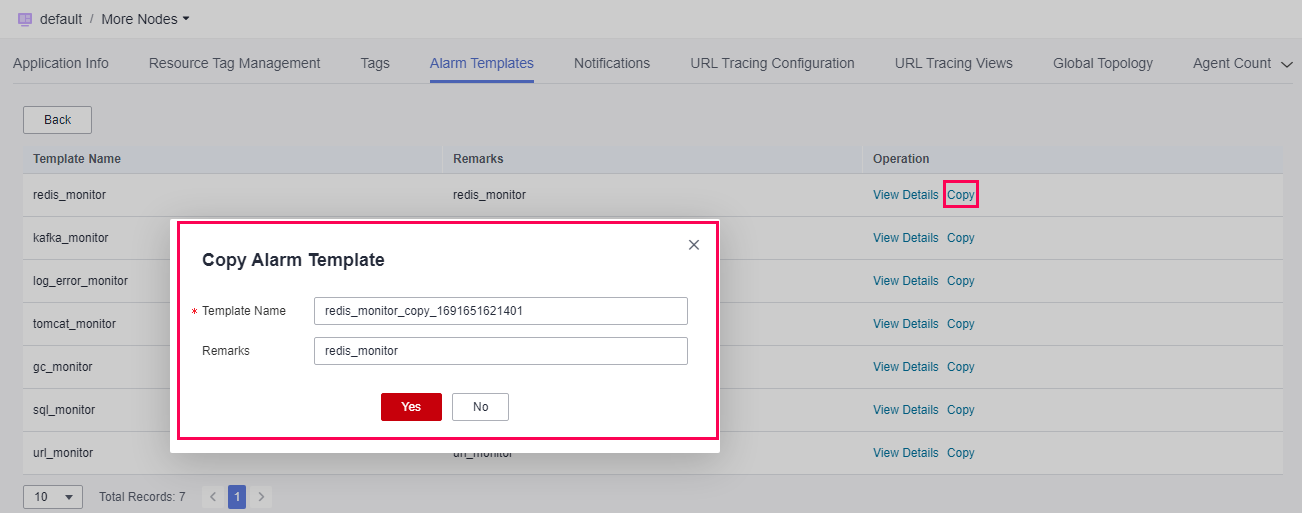 default / More Nodes
Application Info Resource Tag Management Tags Alarm Templates Notifications URL Tracing Configuration URL Tracing Views Global Topology Agent Count
Back
Template Name Remarks Operation
redis_monitor redis_monitor View Details Copy
kafka_monitor View Details Copy
log_error_monitor View Details Copy
tomcat_monitor View Details Copy
gc_monitor View Details Copy
sql_monitor View Details Copy
url_monitor url_monitor View Details Copy
Copy Alarm Template
* Template Name redis_monitor_copy_1691651621401
Remarks redis_monitor
Yes No
10 Total Records: 7 < 1 >